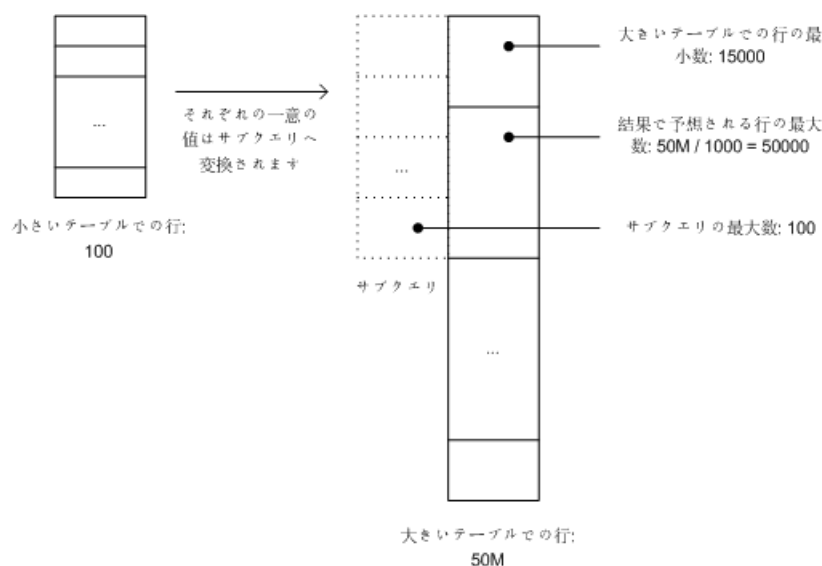 ...
小さいテーブルでの行:
100
それぞれの一意の
値はサブクエリへ
変換されます
...
サブクエリ
大きいテーブルでの行の最
小数: 15000
結果で予想される行の最大
数: 50M / 1000 = 50000
サブクエリの最大数: 100
...
大きいテーブルでの行:
50M